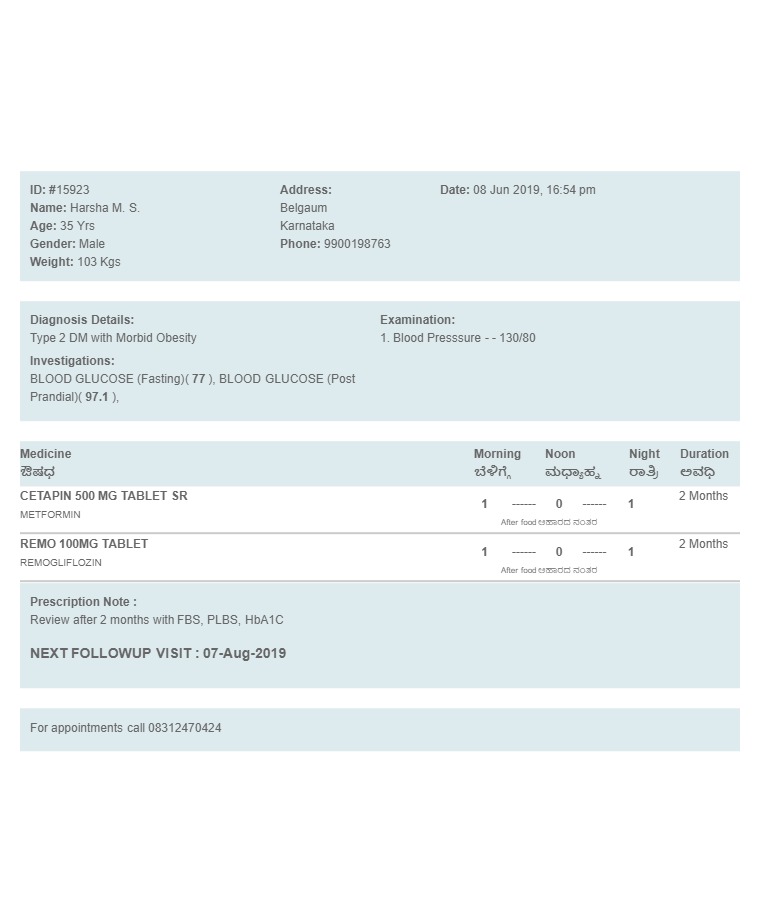 ID: #15923
Name: Harsha M. S.
Age: 35 Yrs
Gender: Male
Weight: 103 Kgs
Address:
Belgaum
Karnataka
Phone: 9900198763
Date: 08 Jun 2019, 16:54 pm
Diagnosis Details:
Type 2 DM with Morbid Obesity
Investigations:
BLOOD GLUCOSE (Fasting)( 77 ), BLOOD GLUCOSE (Post
Prandial)( 97.1 ),
Examination:
1. Blood Presssure - - 130/80
Medicine Morning Noon Night Duration
ಔಷಧ ಬೆಳಿಗ್ಗೆ ಮಧ್ಯಾಹ್ನ ರಾತ್ರಿ ಅವಧಿ
CETAPIN 500 MG TABLET SR 1 ------ 0 ------ 1 2 Months
METFORMIN After food ಆಹಾರದ ನಂತರ
REMO 100MG TABLET 1 ------ 0 ------ 1 2 Months
REMOGLIFLOZIN After food ಆಹಾರದ ನಂತರ
Prescription Note :
Review after 2 months with FBS, PLBS, HbA1C
NEXT FOLLOWUP VISIT : 07-Aug-2019
For appointments call 08312470424